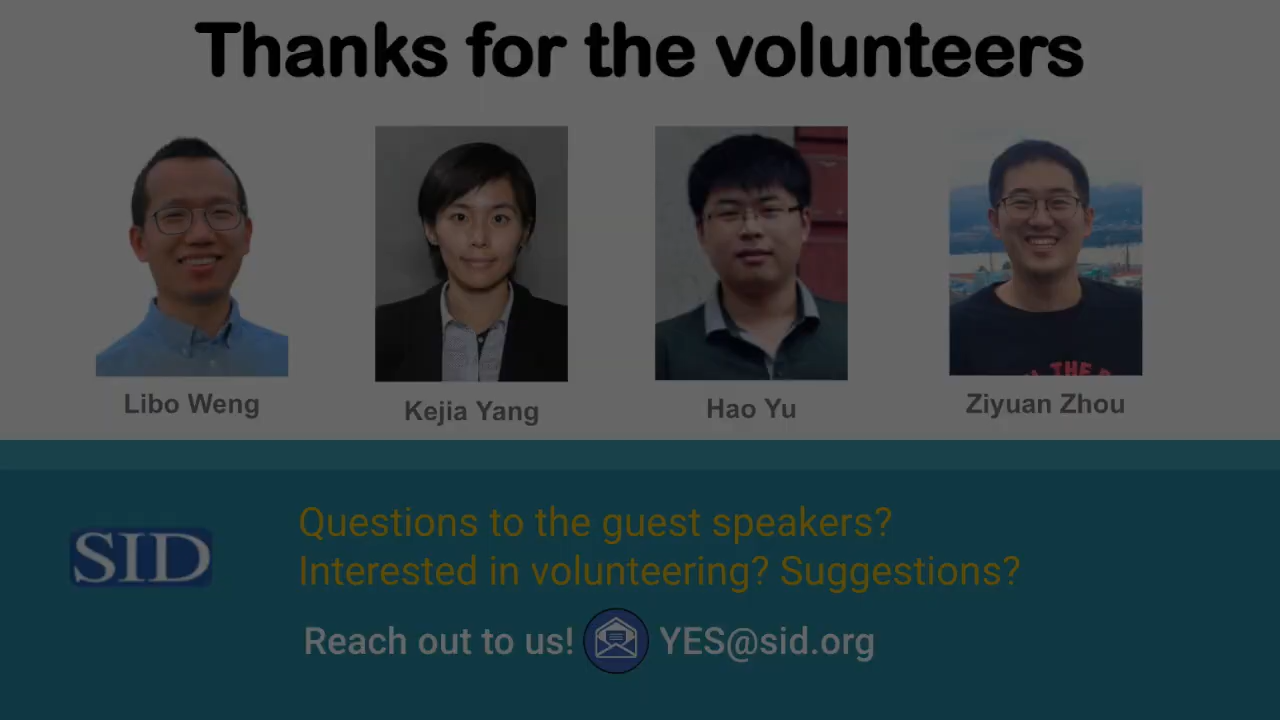 Thanks for the volunteers
Libo Weng
Kejia Yang
Hao Yu
Ziyuan Zhou
THE
SID
Questions to the guest speakers?
Interested in volunteering? Suggestions?
Reach out to us! YES@sid.org